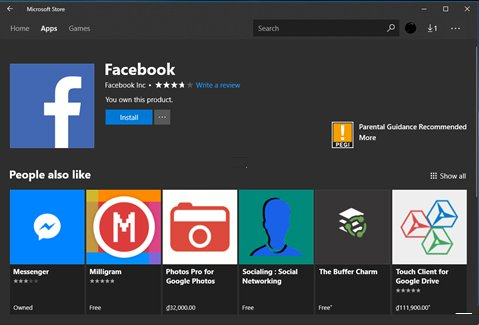 Microsoft Store
Home Apps Games Search 1
Facebook
Facebook Inc • Write a review
You own this product.
Install
PEGI
Parental Guidance Recommended
More
People also like
Show all
Messenger
Owned
Milligram
Free
Photos Pro for
Google Photos
₫32,000.00
Socialing : Social
Networking
Free
The Buffer Charm
Free+
Touch Client for
Google Drive
₫111,900.00+